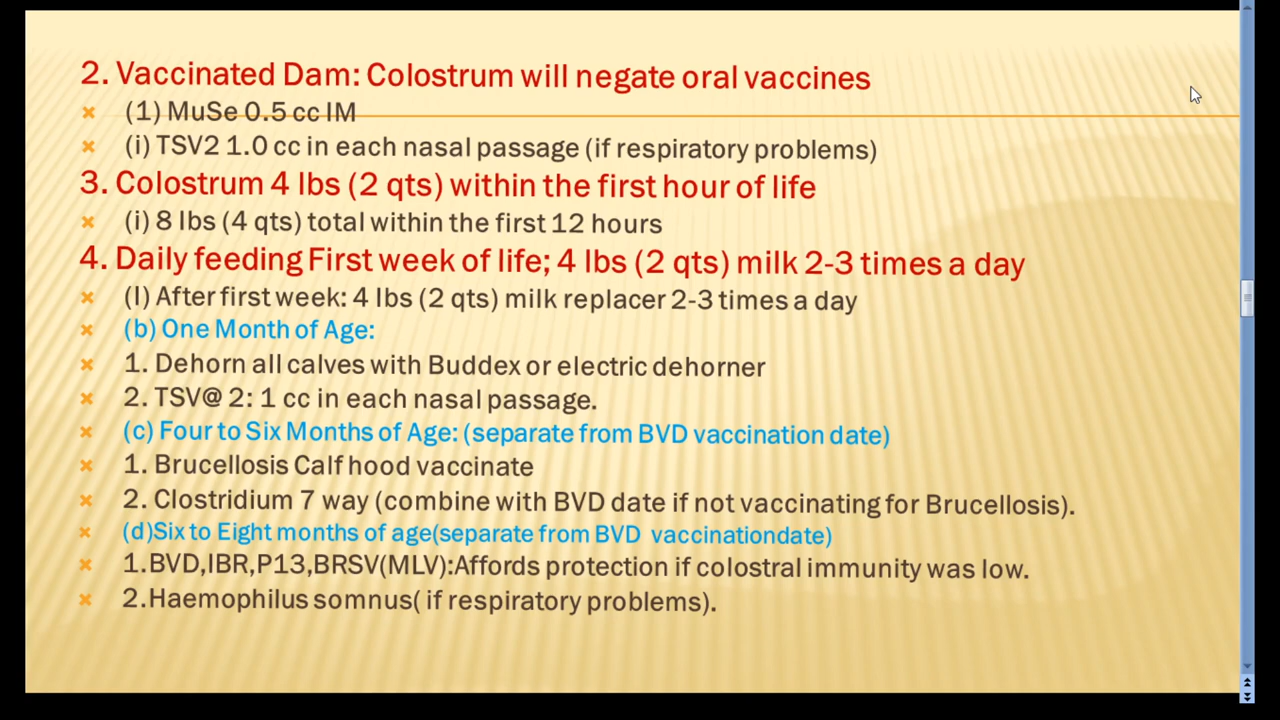 2. Vaccinated Dam: Colostrum will negate oral vaccines
(1) MuSe 0.5 cc IM
(i) TSV2 1.0 cc in each nasal passage (if respiratory problems)
3. Colostrum 4 lbs (2 qts) within the first hour of life
(i) 8 lbs (4 qts) total within the first 12 hours
4. Daily feeding First week of life; 4 lbs (2 qts) milk 2-3 times a day
(I) After first week: 4 lbs (2 qts) milk replacer 2-3 times a day
(b) One Month of Age:
1. Dehorn all calves with Buddex or electric dehorner
2. TSV@ 2: 1 cc in each nasal passage.
(c) Four to Six Months of Age: (separate from BVD vaccination date)
1. Brucellosis Calf hood vaccinate
2. Clostridium 7 way (combine with BVD date if not vaccinating for Brucellosis).
(d)Six to Eight months of age(separate from BVD vaccinationdate)
1.BVD,IBR,P13,BRSV(MLV):Affords protection if colostral immunity was low.
2.Haemophilus somnus( if respiratory problems).